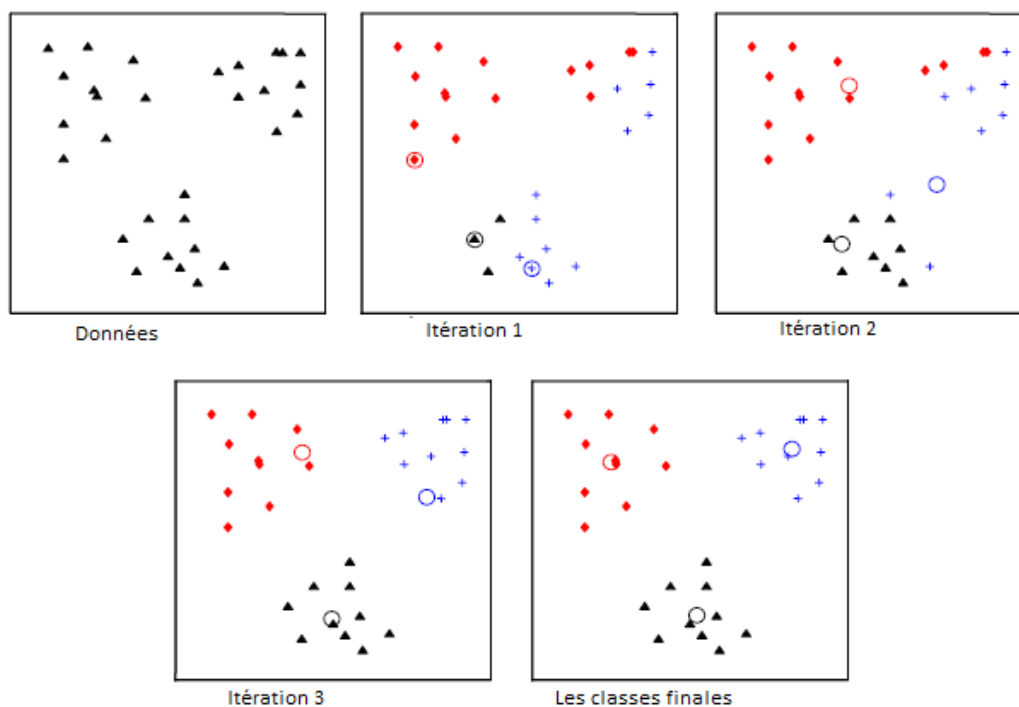 Données
Itération 1
Itération 2
Itération 3
Les classes finales